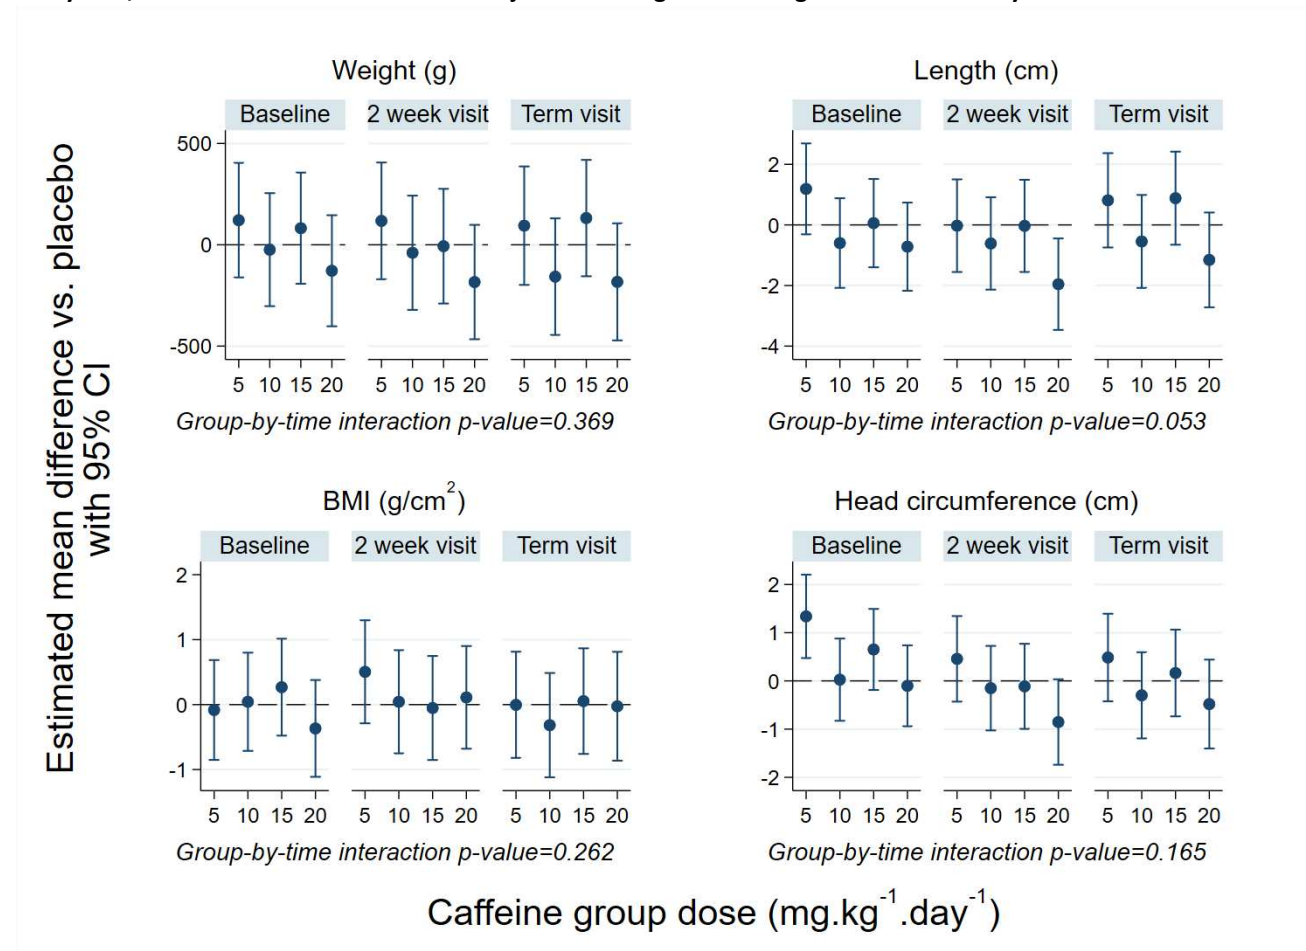 Weight (g)
Baseline 2 week visit Term visit
500
0
-500
5 10 15 20 5 10 15 20 5 10 15 20
Group-by-time interaction p-value=0.369
Length (cm)
Baseline 2 week visit Term visit
2
0
-2
-4
5 10 15 20 5 10 15 20 5 10 15 20
Group-by-time interaction p-value=0.053
BMI (g/cm²)
Baseline 2 week visit Term visit
2
1
0
-1
5 10 15 20 5 10 15 20 5 10 15 20
Group-by-time interaction p-value=0.262
Head circumference (cm)
Baseline 2 week visit Term visit
2
1
0
-1
-2
5 10 15 20 5 10 15 20 5 10 15 20
Group-by-time interaction p-value=0.165
Estimated mean difference vs. placebo
with 95% CI
Caffeine group dose (mg.kg⁻¹.day⁻¹)